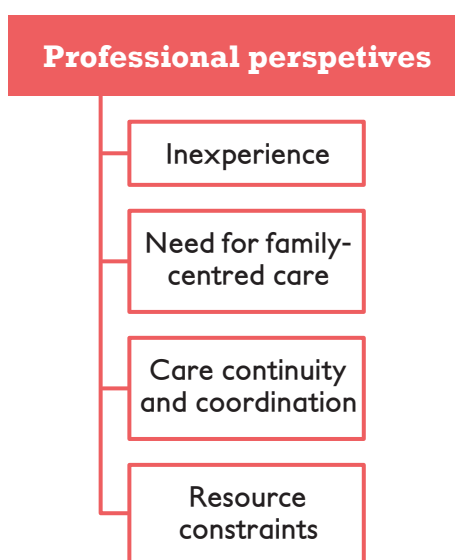 Professional perspetives
Inexperience
Need for family-
centred care
Care continuity
and coordination
Resource
constraints